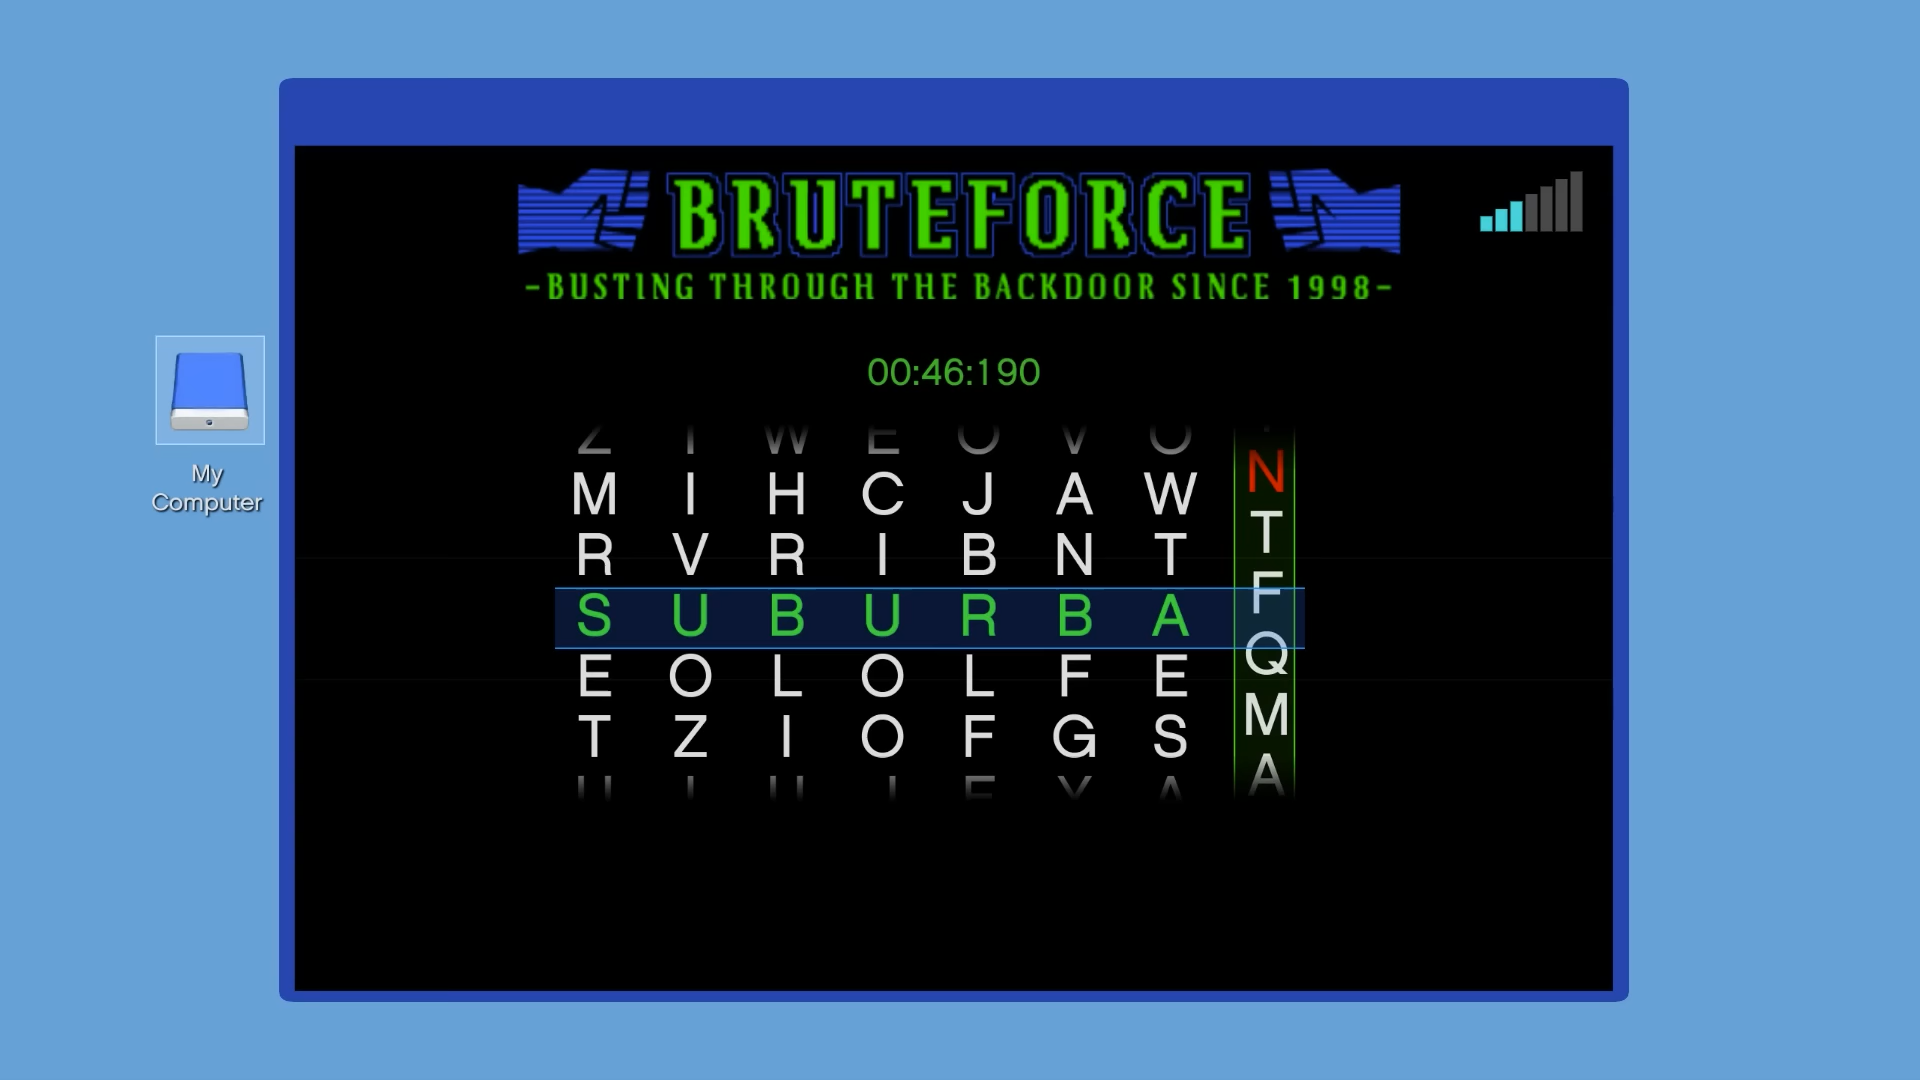 BRUTEFORCE
-BUSTING THROUGH THE BACKDOOR SINCE 1998-
00:46:190
My
Computer
Z I W E O V O
M I H C J A W N
R V R I B N T T
S U B U R B A F
E O L O L F E Q
T Z I O F G S M
A